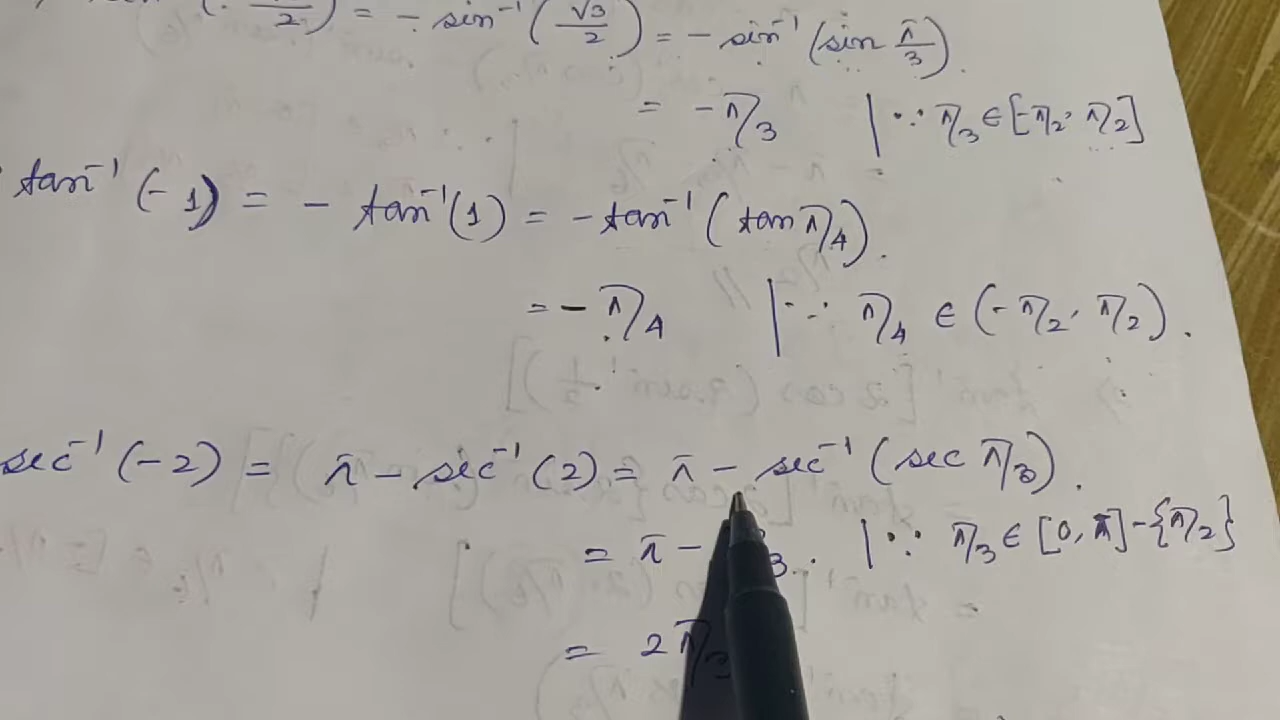 √3/2) = - sin⁻¹(√3/2) = - sin⁻¹(sin π/3).
= -π/3 | ∵ π/3 ∈ [-π/2, π/2]
tan⁻¹(-1) = - tan⁻¹(1) = - tan⁻¹(tan π/4).
= - π/4 | ∵ π/4 ∈ (-π/2, π/2).
sec⁻¹(-2) = π - sec⁻¹(2) = π - sec⁻¹(sec π/3).
= π - /3. | ∵ π/3 ∈ [0, π] - {π/2}
= 2π/3